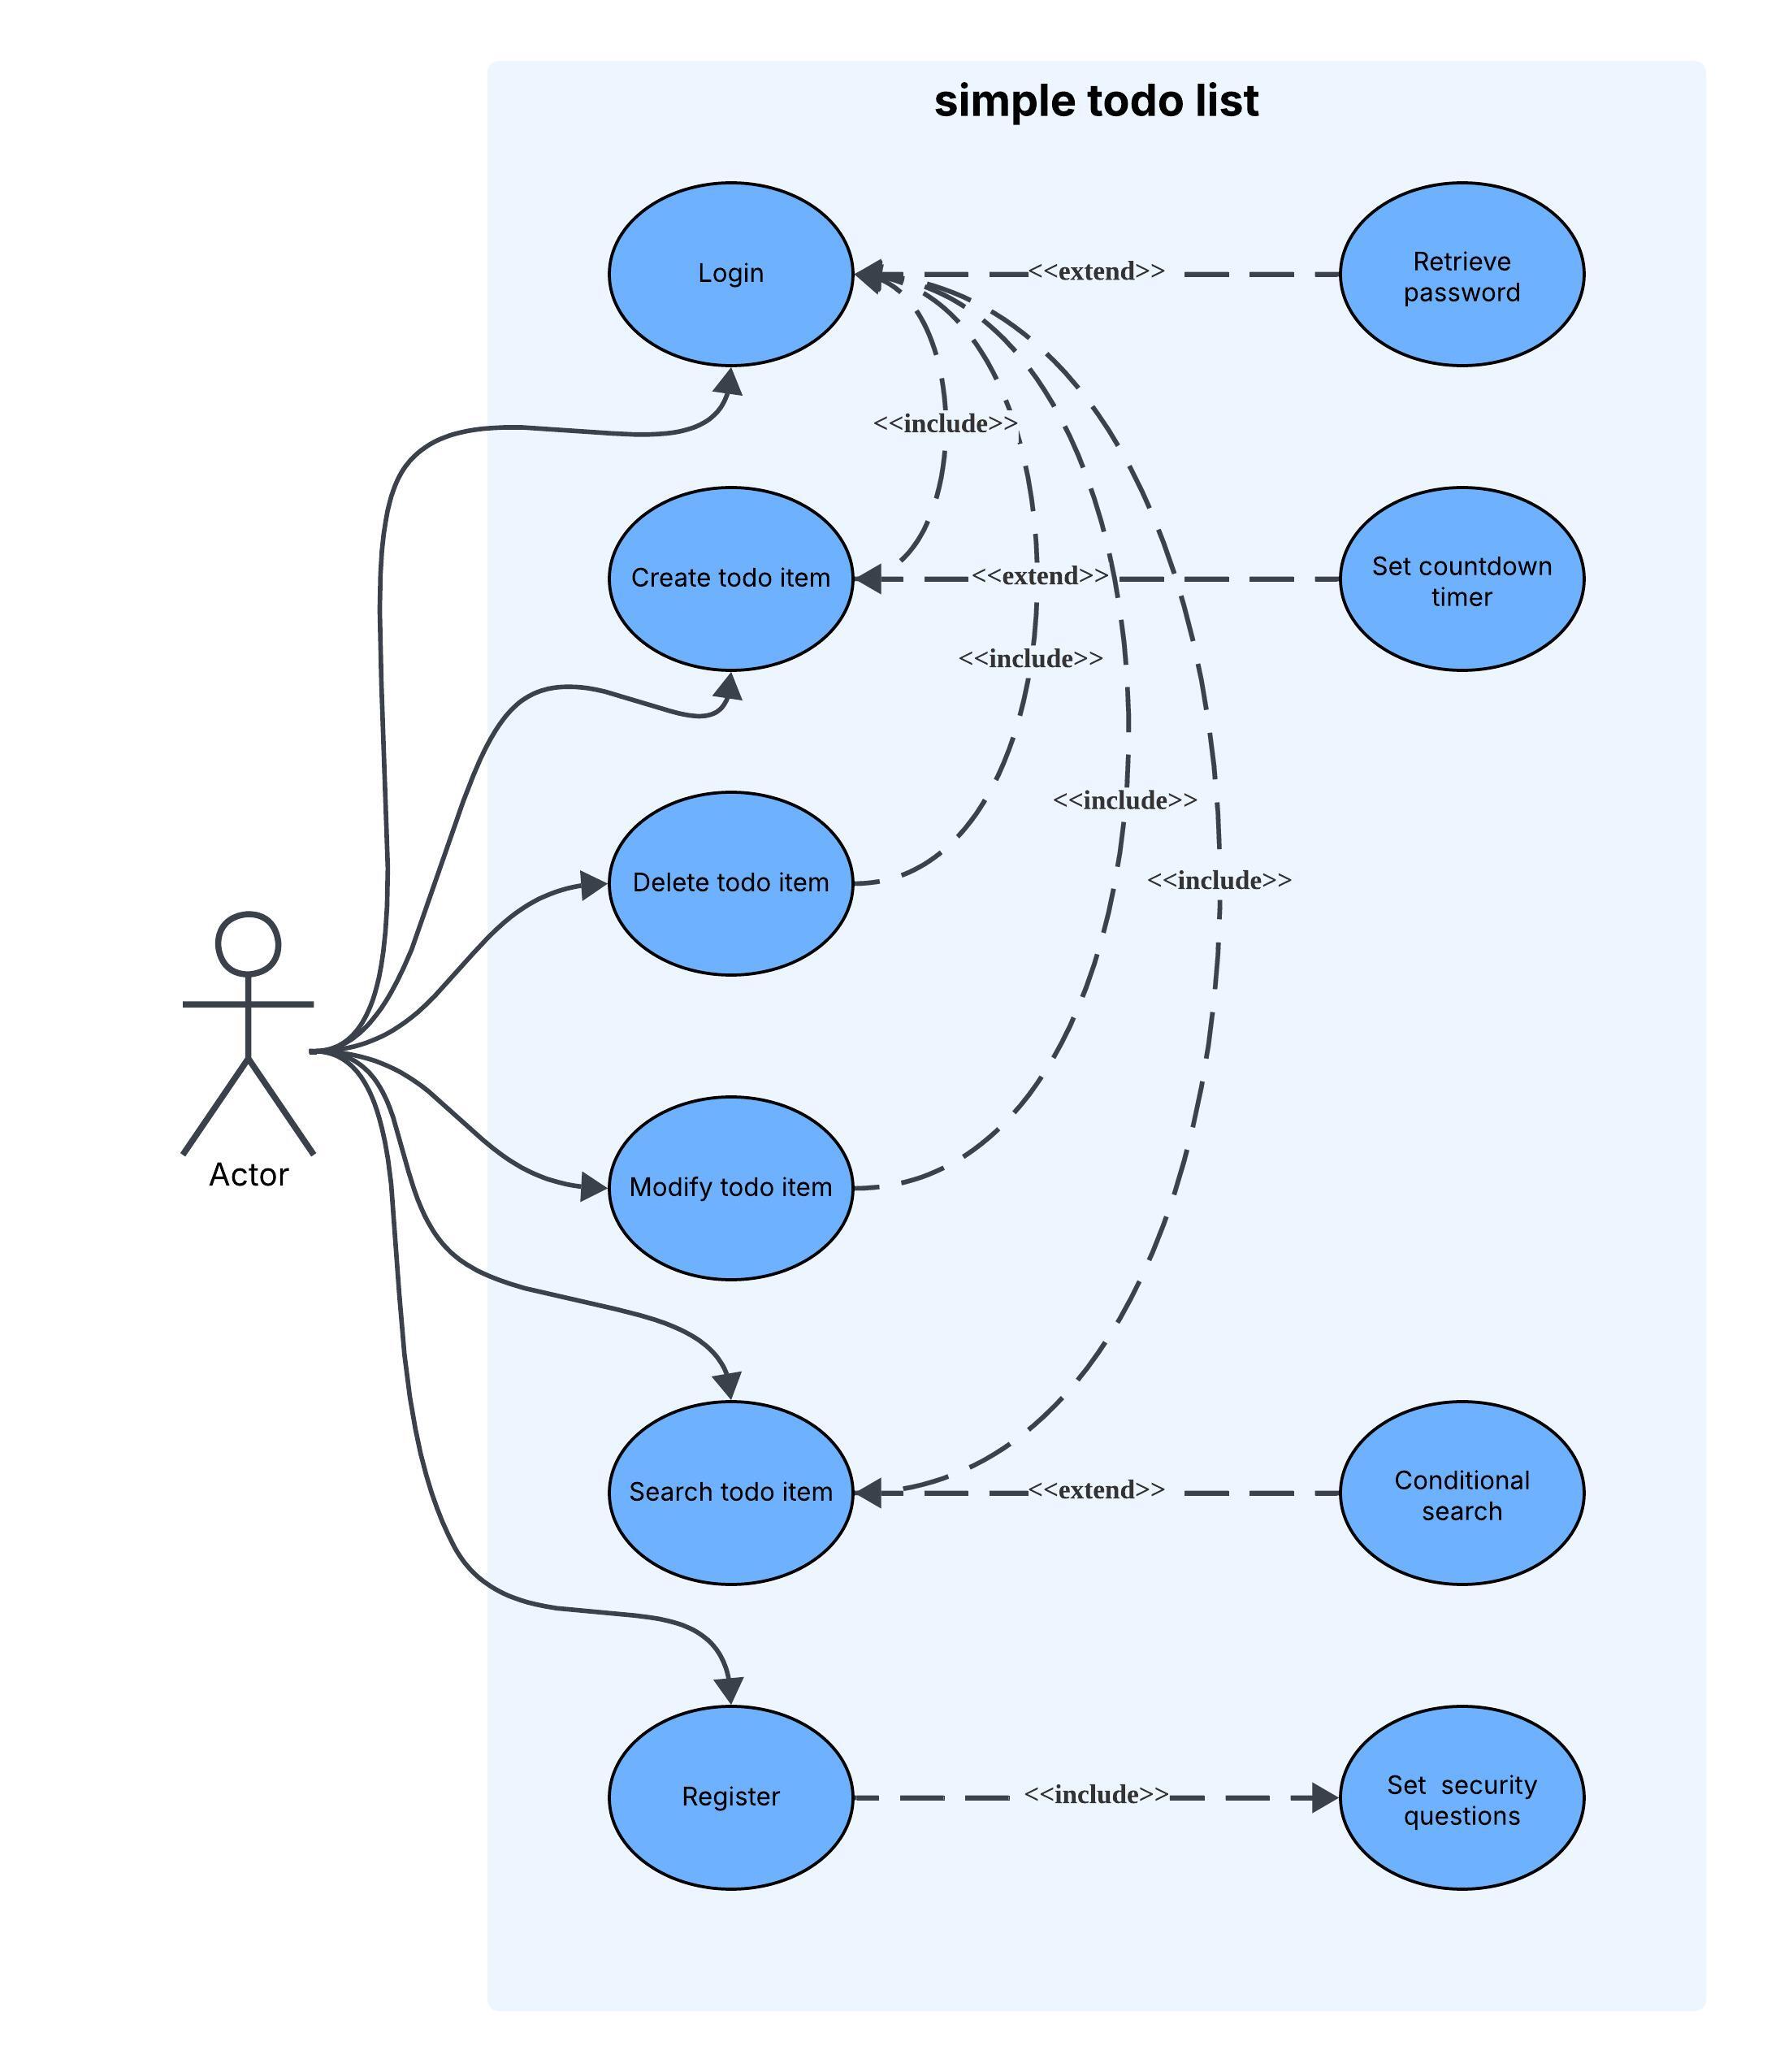 simple todo list
Login
<<extend>>
Retrieve
password
<<include>>
Create todo item
<<extend>>
Set countdown
timer
<<include>>
<<include>>
Delete todo item
<<include>>
Actor
Modify todo item
Search todo item
<<extend>>
Conditional
search
Register
<<include>>
Set  security
questions